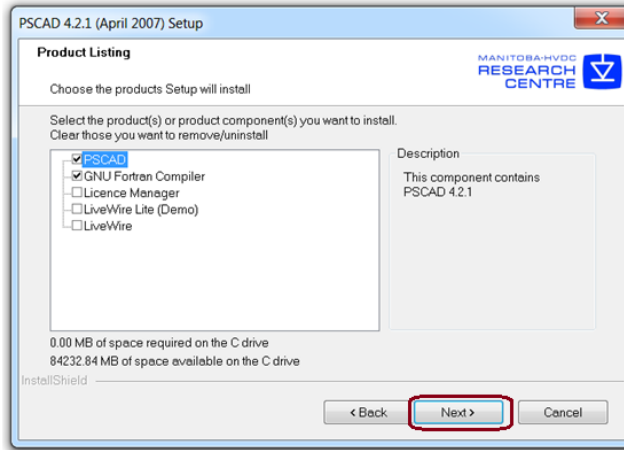 PSCAD 4.2.1 (April 2007) Setup
Product Listing
Choose the products Setup will install
MANITOBA-HVDC
RESEARCH
CENTRE
Select the product(s) or product component(s) you want to install.
Clear those you want to remove/uninstall
PSCAD
GNU Fortran Compiler
Licence Manager
LiveWire Lite (Demo)
LiveWire
Description
This component contains
PSCAD 4.2.1
0.00 MB of space required on the C drive
84232.84 MB of space available on the C drive
InstallShield
< Back
Next >
Cancel